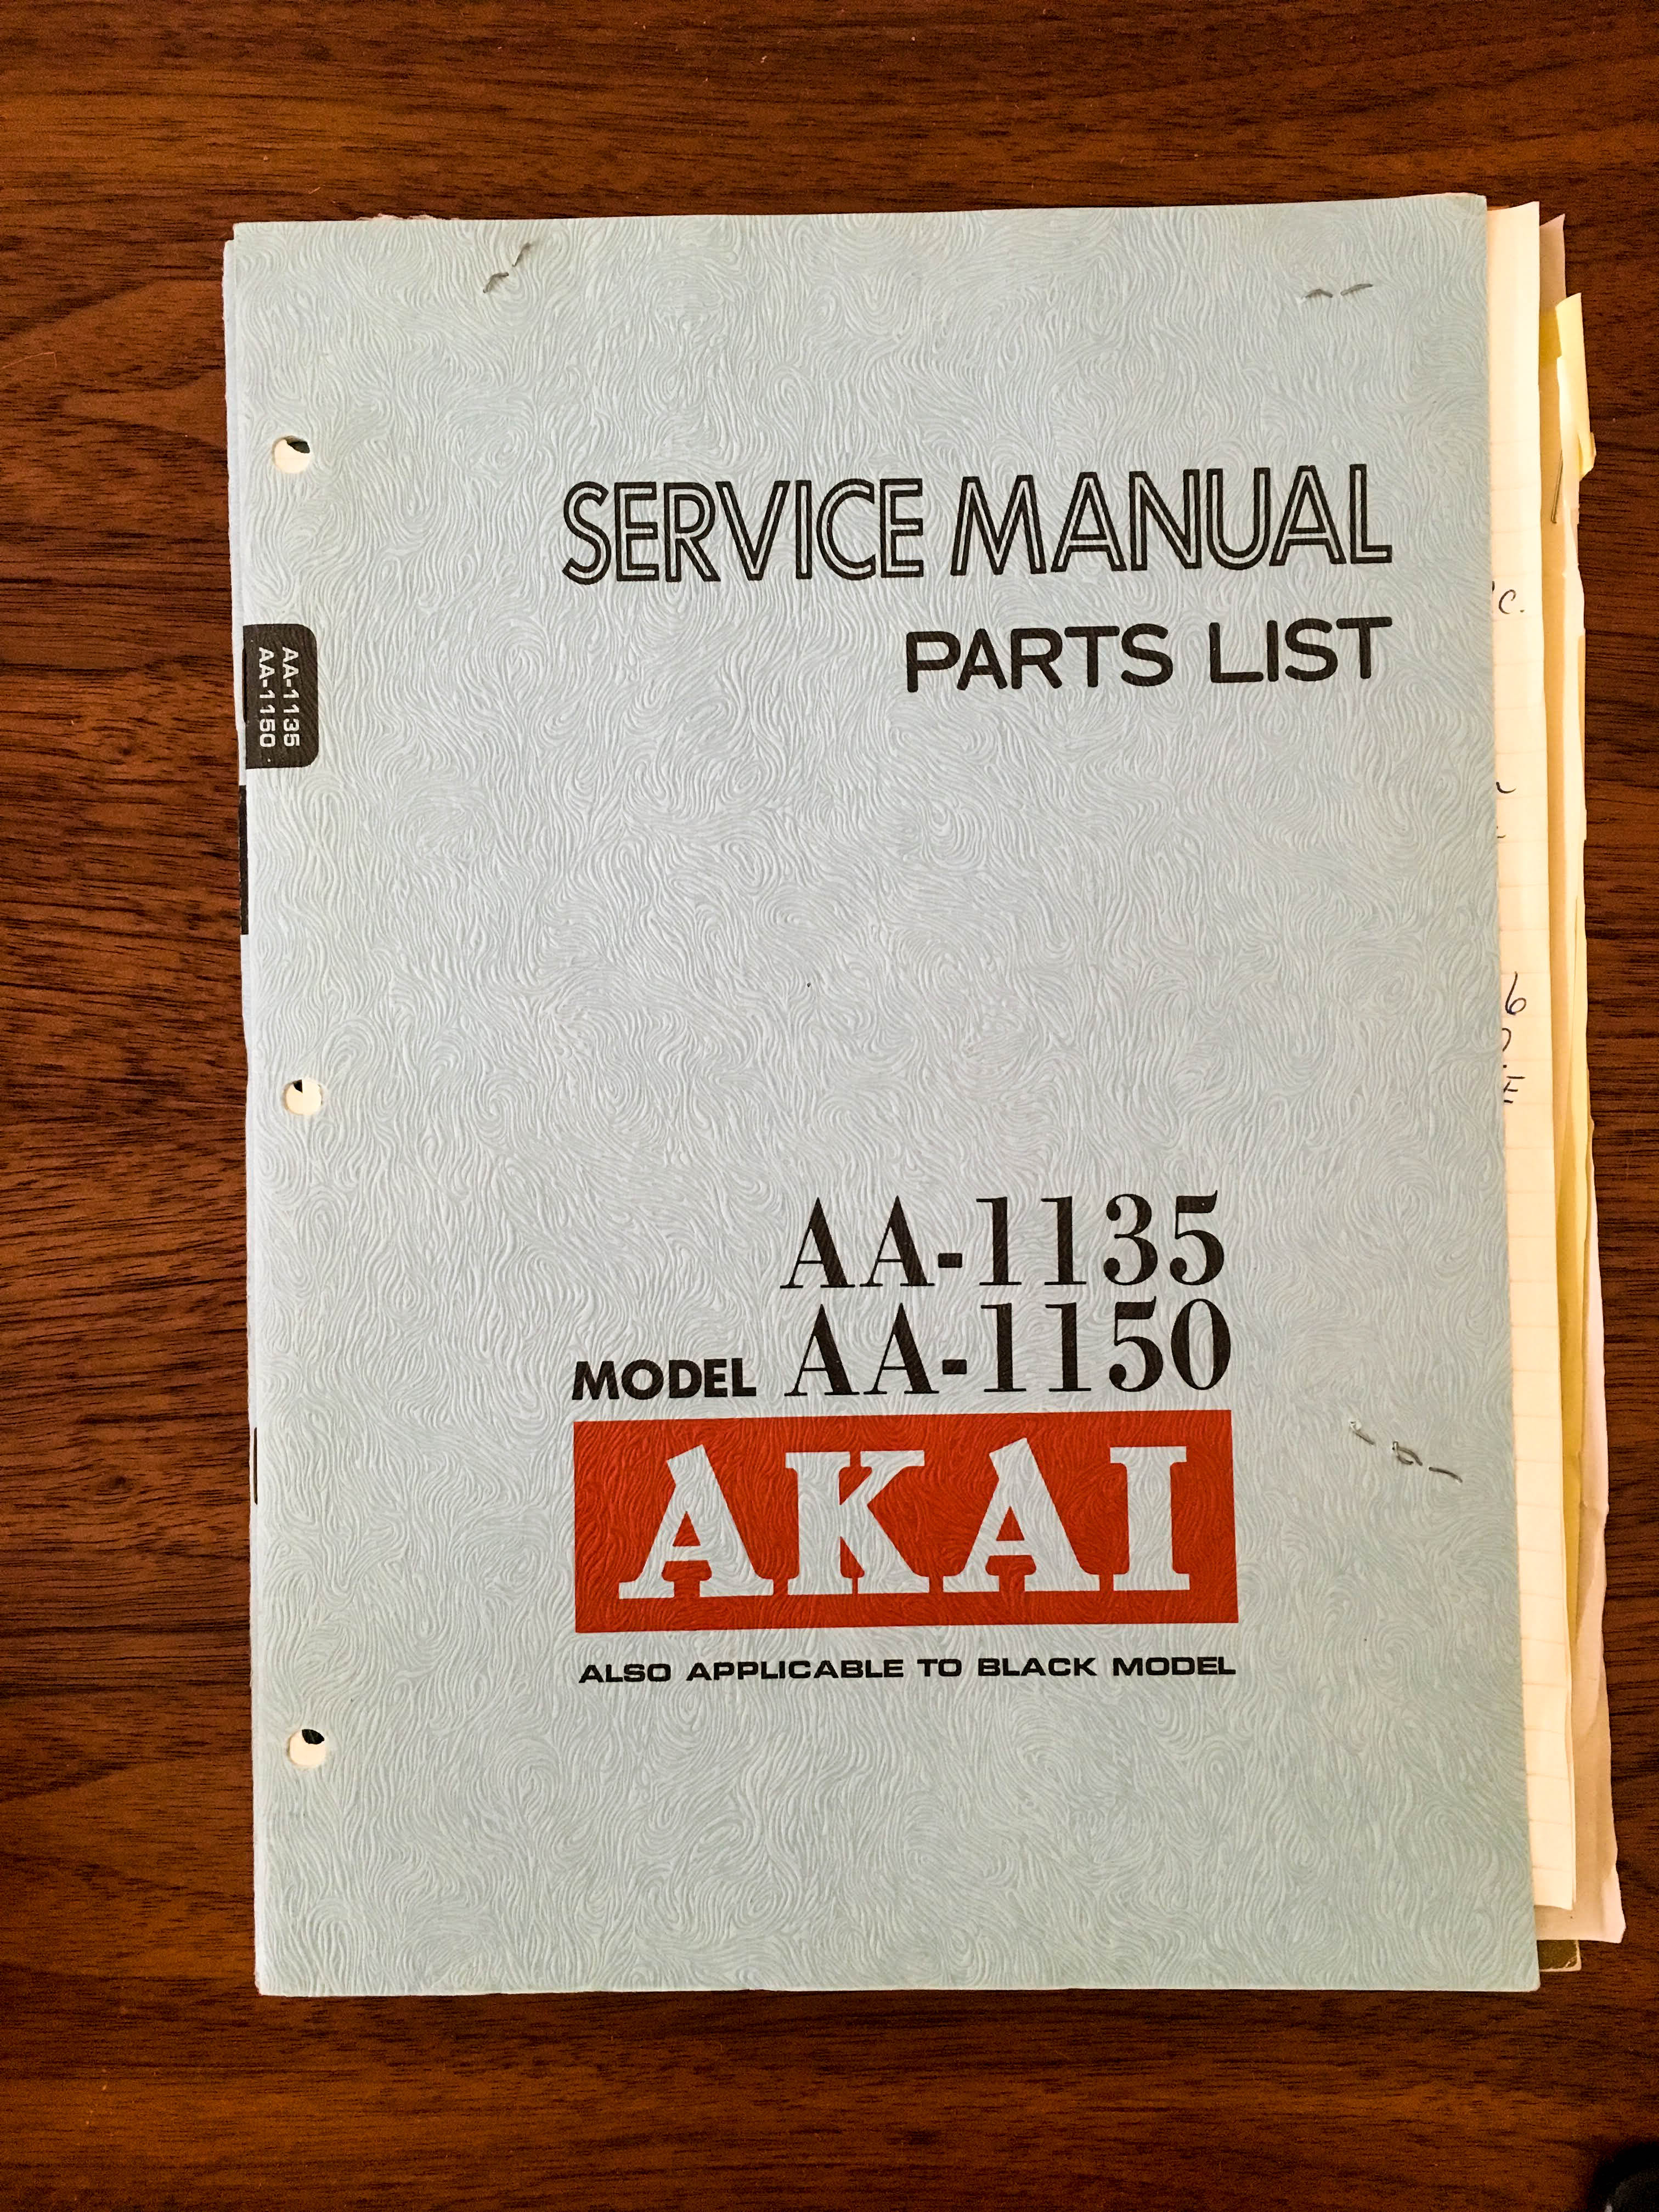 SERVICE MANUAL
PARTS LIST
AA-1135
AA-1150
AA-1135
MODEL AA-1150
AKAI
ALSO APPLICABLE TO BLACK MODEL